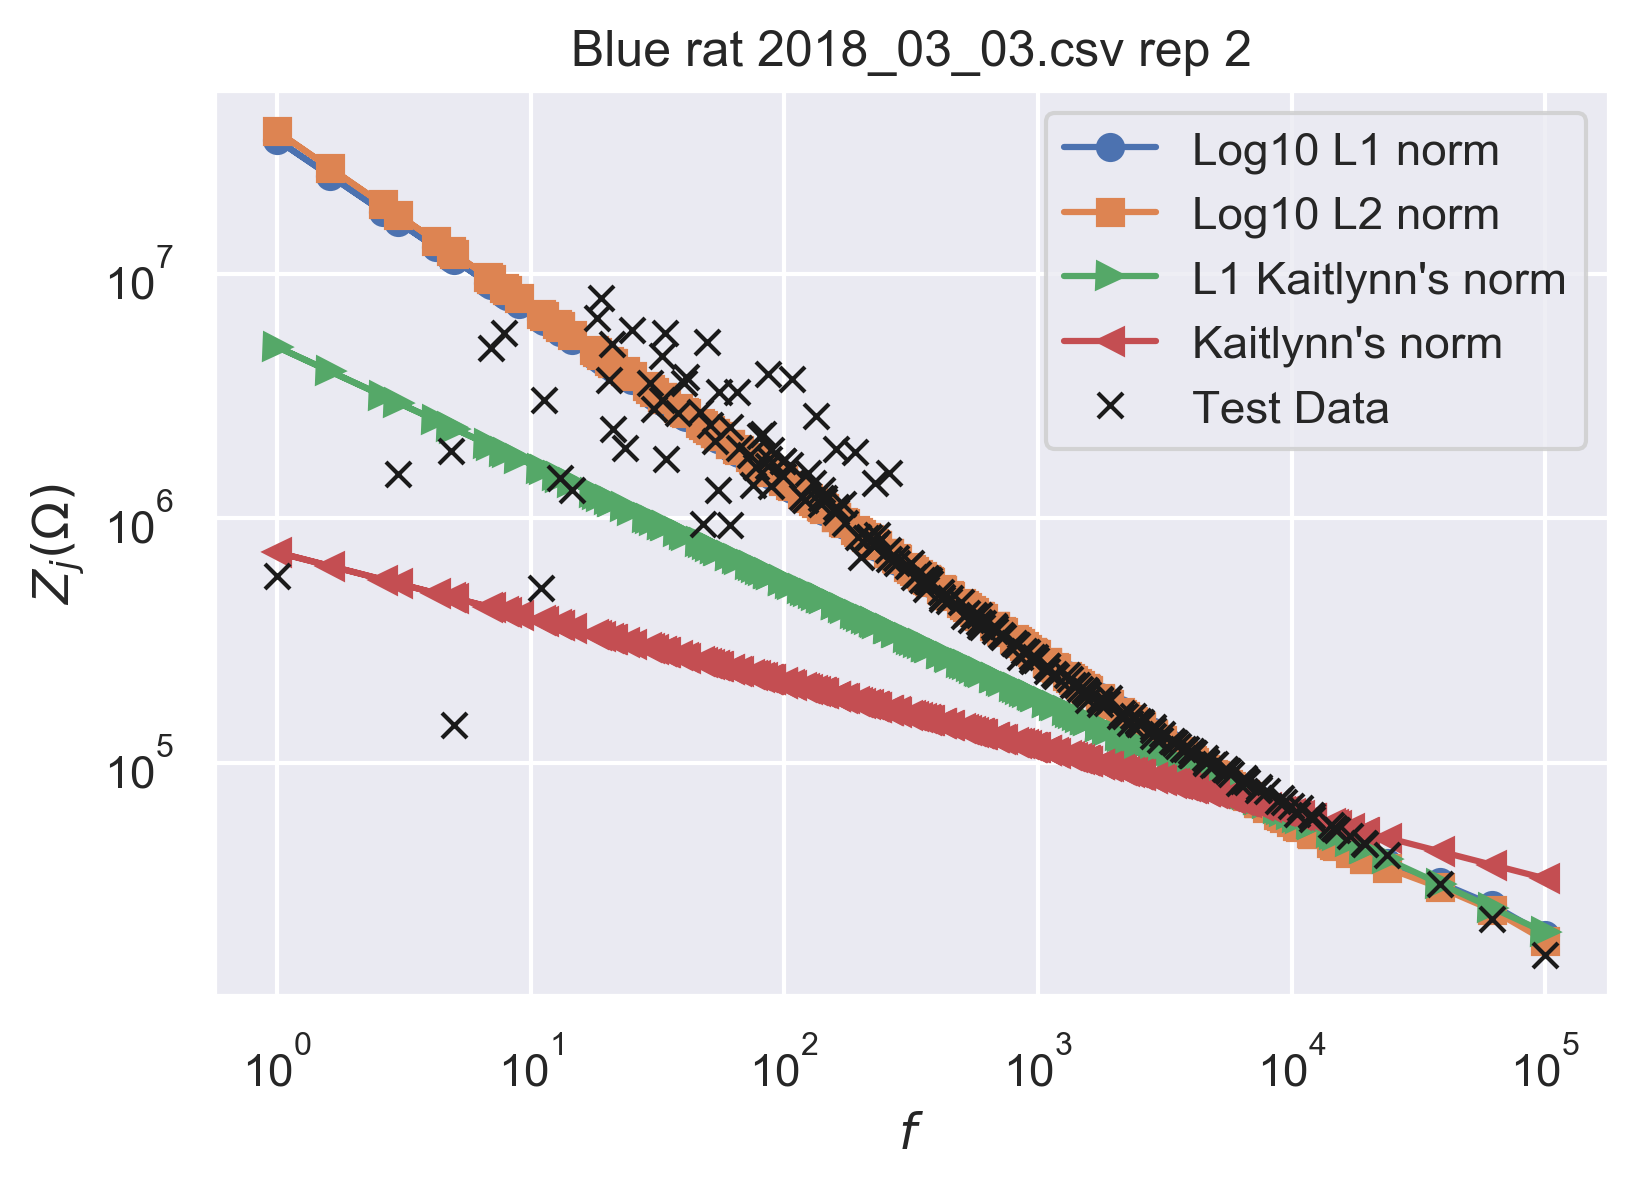 Blue rat 2018_03_03.csv rep 2
Log10 L1 norm
Log10 L2 norm
L1 Kaitlynn's norm
Kaitlynn's norm
Test Data
10^7
10^6
10^5
Z_j(Ω)
10^0 10^1 10^2 10^3 10^4 10^5
f